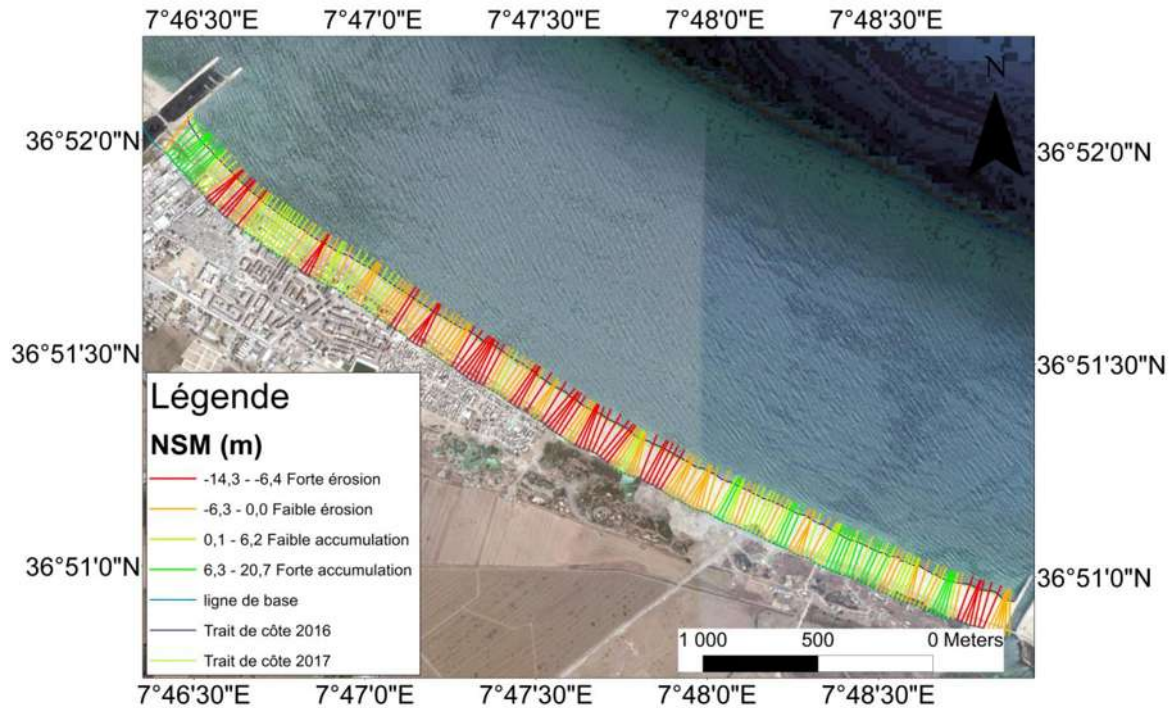 7°46'30"E 7°47'0"E 7°47'30"E 7°48'0"E 7°48'30"E
N
36°52'0"N 36°52'0"N
36°51'30"N 36°51'30"N
Légende
NSM (m)
-14,3 - -6,4 Forte érosion
-6,3 - 0,0 Faible érosion
0,1 - 6,2 Faible accumulation
6,3 - 20,7 Forte accumulation
36°51'0"N 36°51'0"N
ligne de base
Trait de côte 2016
Trait de côte 2017
1 000 500 0 Meters
7°46'30"E 7°47'0"E 7°47'30"E 7°48'0"E 7°48'30"E